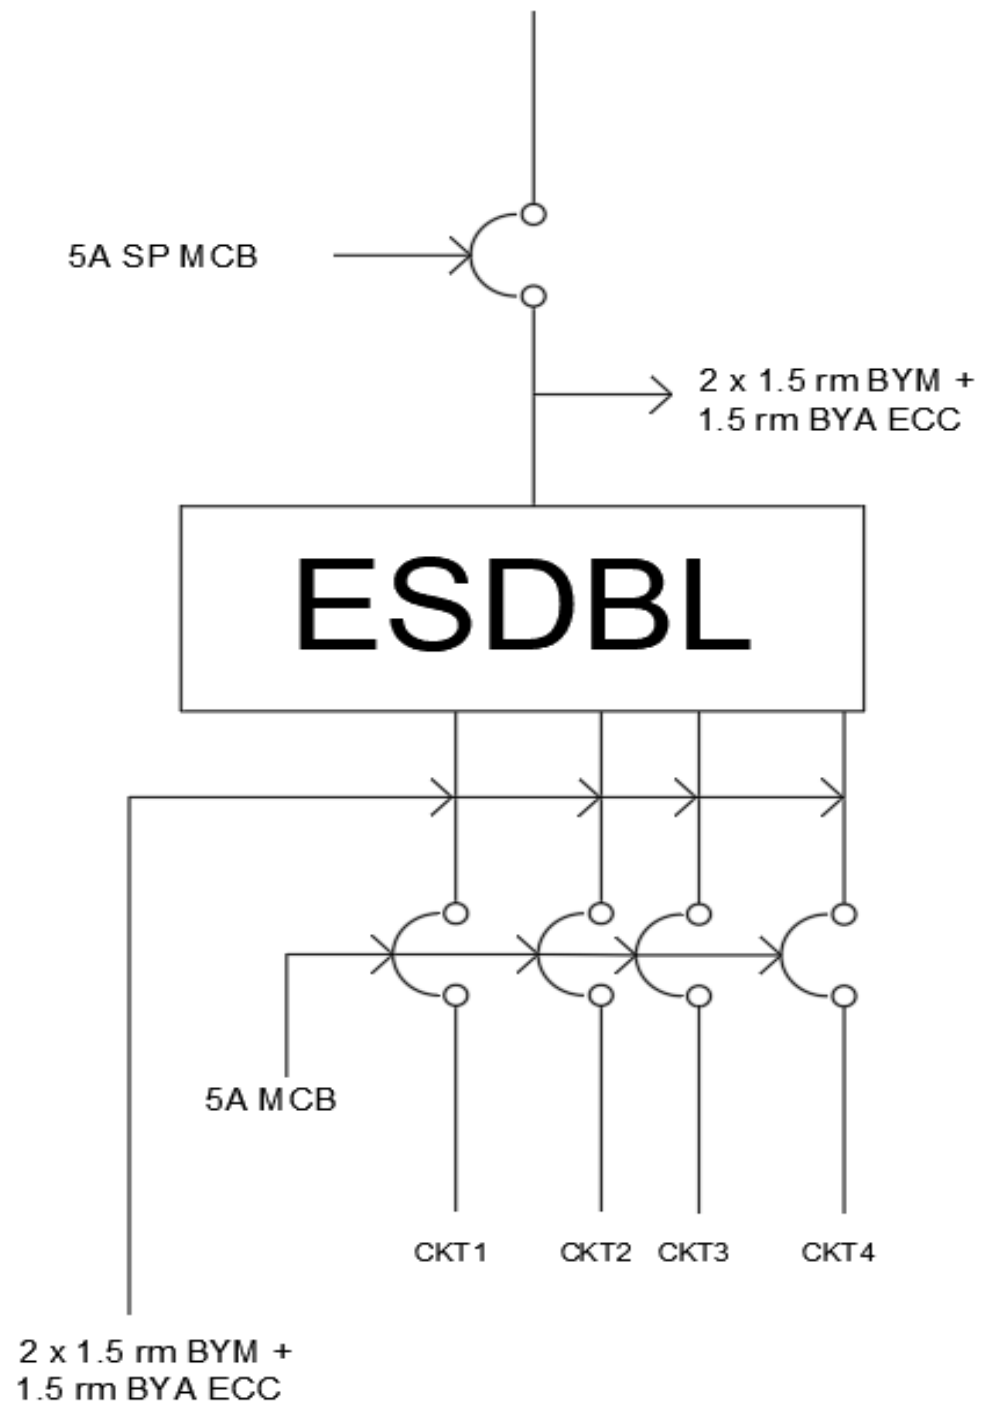 5A SP MCB
2 x 1.5 rm BYM +
1.5 rm BYA ECC
ESDBL
5A MCB
CKT1
CKT2
CKT3
CKT4
2 x 1.5 rm BYM +
1.5 rm BYA ECC